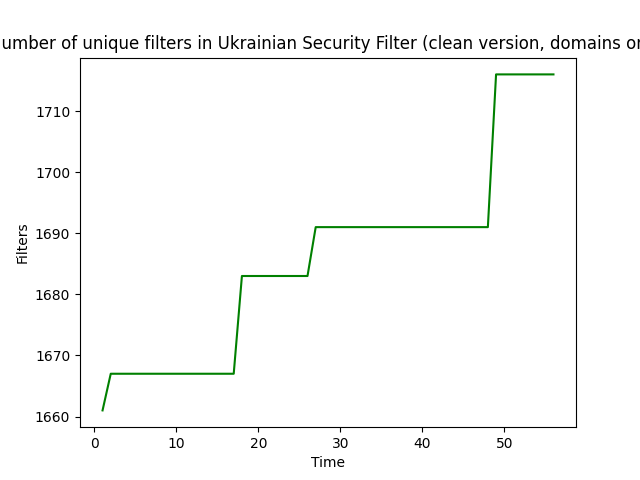 umber of unique filters in Ukrainian Security Filter (clean version, domains or
1710
1700
1690
1680
1670
1660
Filters
0 10 20 30 40 50
Time